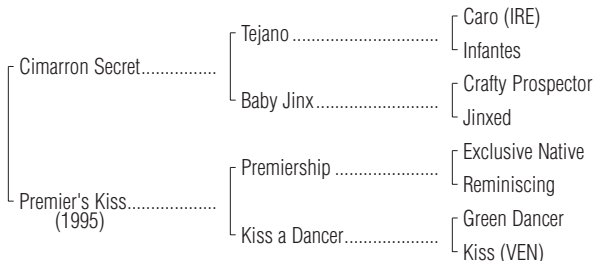 Caro (IRE)
Tejano ..................................
Infantes
Cimarron Secret.................
Crafty Prospector
Baby Jinx............................
Jinxed
Exclusive Native
Premiership ........................
Reminiscing
Premier's Kiss....................
(1995)
Green Dancer
Kiss a Dancer.....................
Kiss (VEN)